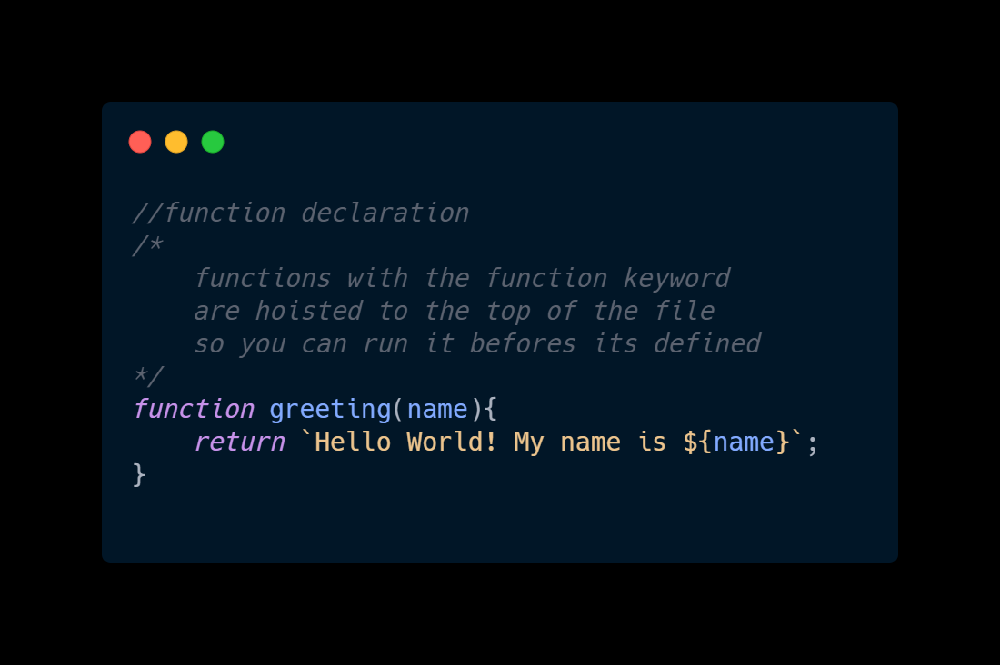 //function declaration
/*
    functions with the function keyword
    are hoisted to the top of the file
    so you can run it befores its defined
*/
function greeting(name){
    return `Hello World! My name is ${name}`;
}